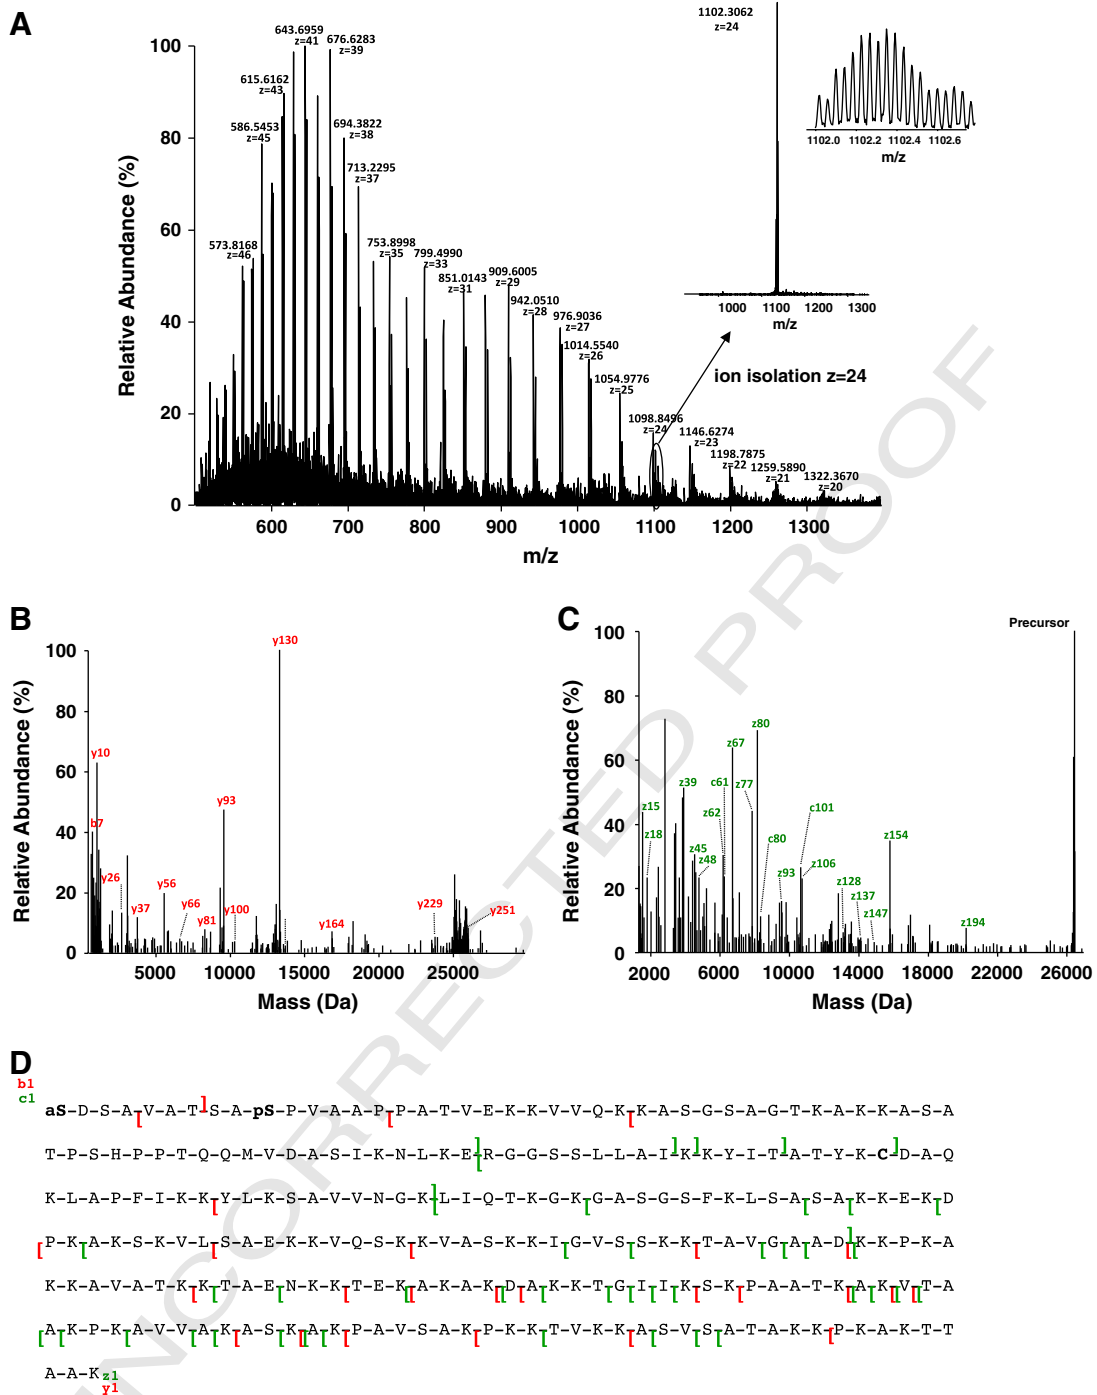 A
643.6959
z=41
676.6283
z=39
615.6162
z=43
586.5453
z=45
694.3822
z=38
713.2295
z=37
573.8168
z=46
753.8998
z=35
799.4990
z=33
851.0143
z=31
909.6005
z=29
942.0510
z=28
976.9036
z=27
1014.5540
z=26
1054.9776
z=25
1098.8496
z=24
1146.6274
z=23
1198.7875
z=22
1259.5890
z=21
1322.3670
z=20
100
80
60
40
20
0
Relative Abundance (%)
600 700 800 900 1000 1100 1200 1300
m/z
1102.3062
z=24
1000 1100 1200 1300
m/z
1102.0 1102.2 1102.4 1102.6
m/z
ion isolation z=24
B
100
80
60
40
20
0
Relative Abundance (%)
y130
y10
b7
y93
y26
y56
y37
y66
y81
y100
y164
y229
y251
5000 10000 15000 20000 25000
Mass (Da)
C
Precursor
100
80
60
40
20
0
Relative Abundance (%)
z80
z67
c61
z77
z39
z15
z18
z62
c101
c80
z45
z48
z154
z106
z93
z128
z137
z147
z194
2000 6000 10000 14000 18000 22000 26000
Mass (Da)
D
b1
c1
aS-D-S-A-V-A-T-S-A-pS-P-V-A-A-P-P-A-T-V-E-K-K-V-V-Q-K-K-A-S-G-S-A-G-T-K-A-K-K-A-S-A
T-P-S-H-P-P-T-Q-Q-M-V-D-A-S-I-K-N-L-K-E-R-G-G-S-S-L-L-A-I-K-K-Y-I-T-A-T-Y-K-C-D-A-Q
K-L-A-P-F-I-K-K-Y-L-K-S-A-V-V-N-G-K-L-I-Q-T-K-G-K-G-A-S-G-S-F-K-L-S-A-S-A-K-K-E-K-D
P-K-A-K-S-K-V-L-S-A-E-K-K-V-Q-S-K-K-V-A-S-K-K-I-G-V-S-S-K-K-T-A-V-G-A-A-D-K-K-P-K-A
K-K-A-V-A-T-K-K-T-A-E-N-K-K-T-E-K-A-K-A-K-D-A-K-K-T-G-I-I-K-S-K-P-A-A-T-K-A-K-V-T-A
A-K-P-K-A-V-V-A-K-A-S-K-A-K-P-A-V-S-A-K-P-K-K-T-V-K-K-A-S-V-S-A-T-A-K-K-P-K-A-K-T-T
A-A-K
z1
y1
UNCORRECTED PROOF